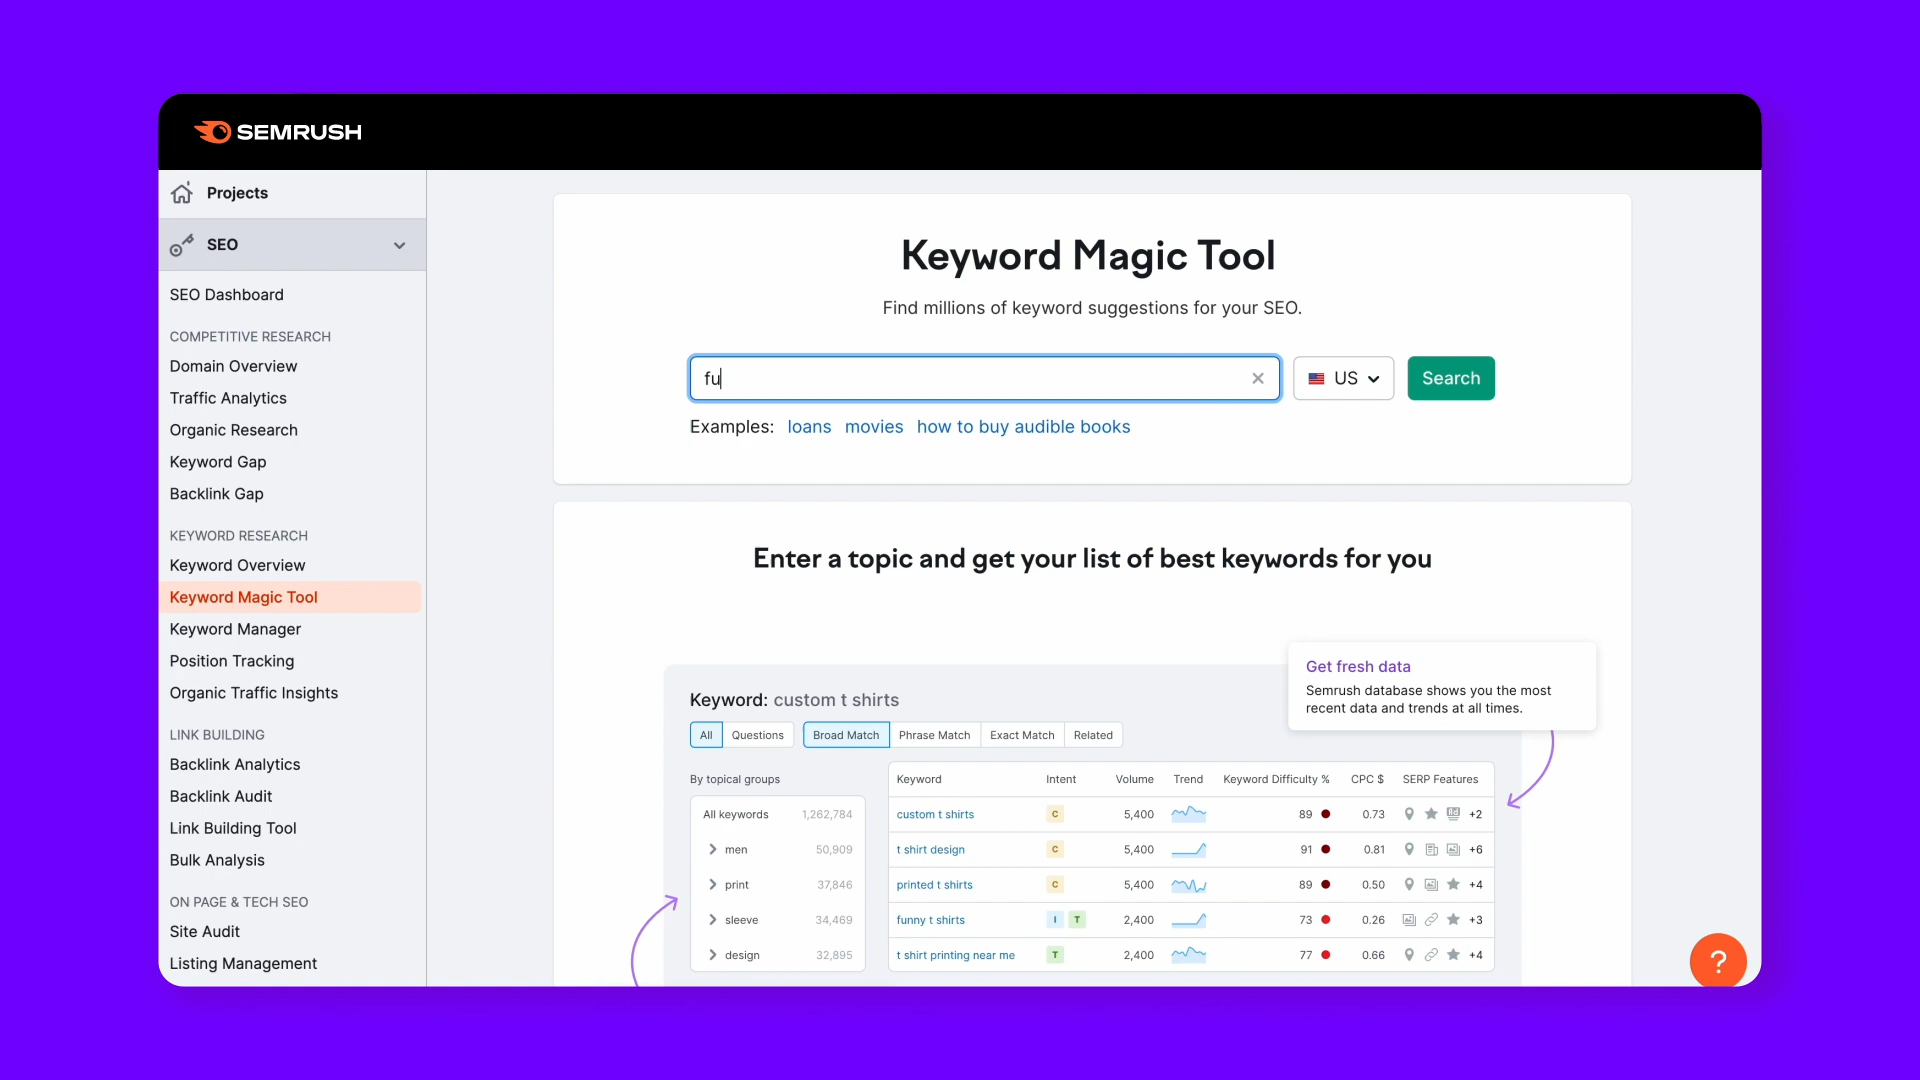 SEMRUSH
Projects
SEO
SEO Dashboard
COMPETITIVE RESEARCH
Domain Overview
Traffic Analytics
Organic Research
Keyword Gap
Backlink Gap
KEYWORD RESEARCH
Keyword Overview
Keyword Magic Tool
Keyword Manager
Position Tracking
Organic Traffic Insights
LINK BUILDING
Backlink Analytics
Backlink Audit
Link Building Tool
Bulk Analysis
ON PAGE & TECH SEO
Site Audit
Listing Management
Keyword Magic Tool
Find millions of keyword suggestions for your SEO.
fu
US
Search
Examples: loans movies how to buy audible books
Enter a topic and get your list of best keywords for you
Get fresh data
Semrush database shows you the most
recent data and trends at all times.
Keyword: custom t shirts
All Questions Broad Match Phrase Match Exact Match Related
By topical groups
All keywords 1,262,784
men 50,909
print 37,846
sleeve 34,469
design 32,895
Keyword Intent Volume Trend Keyword Difficulty % CPC $ SERP Features
custom t shirts C 5,400 89 0.73 +2
t shirt design C 5,400 91 0.81 +6
printed t shirts C 5,400 89 0.50 +4
funny t shirts I T 2,400 73 0.26 +3
t shirt printing near me T 2,400 77 0.66 +4
?